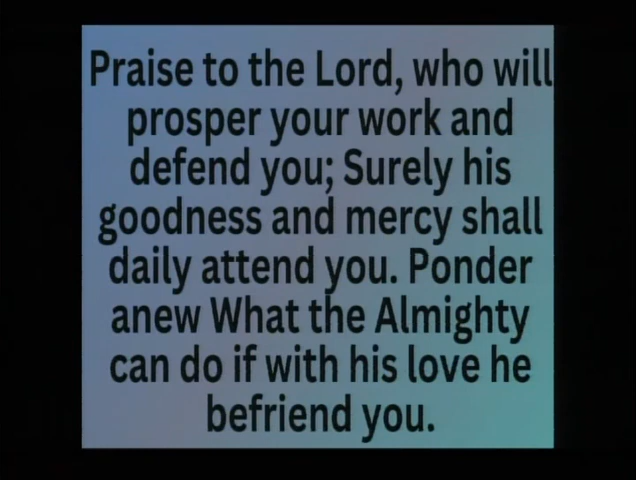 Praise to the Lord, who will
prosper your work and
defend you; Surely his
goodness and mercy shall
daily attend you. Ponder
anew What the Almighty
can do if with his love he
befriend you.